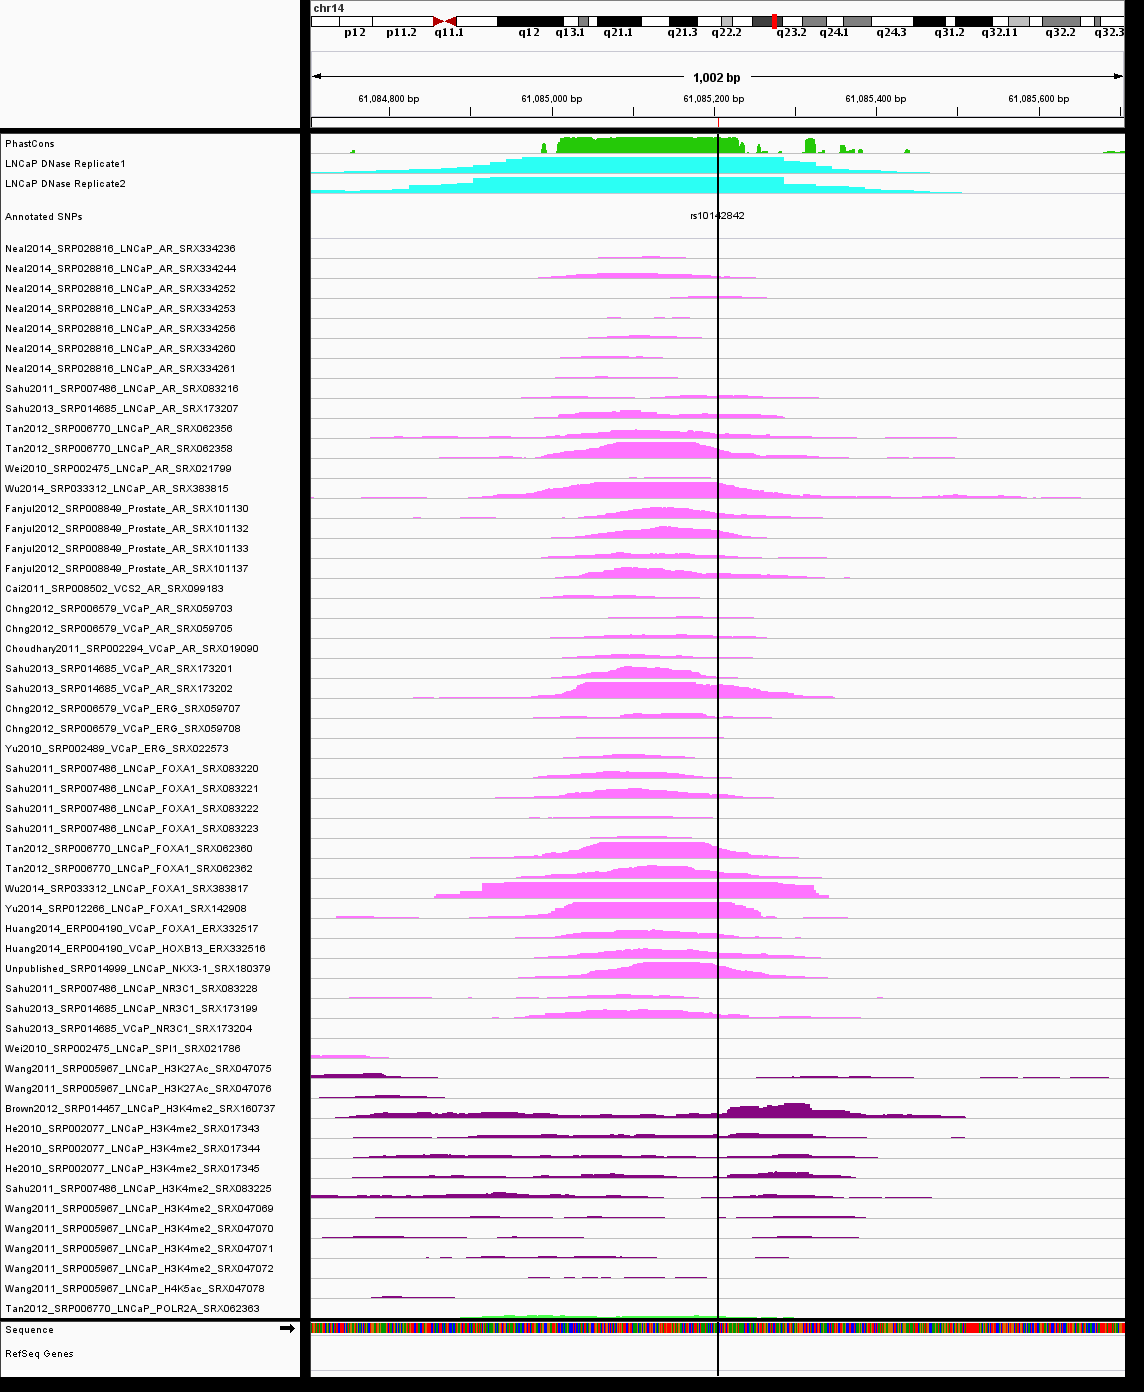 chr14
p12 p11.2 q11.1 q12 q13.1 q21.1 q21.3 q22.2 q23.2 q24.1 q24.3 q31.2 q32.11 q32.2 q32.3
1,002 bp
61,084,800 bp 61,085,000 bp 61,085,200 bp 61,085,400 bp 61,085,600 bp
PhastCons
LNCaP DNase Replicate1
LNCaP DNase Replicate2
Annotated SNPs rs10142842
Neal2014_SRP028816_LNCaP_AR_SRX334236
Neal2014_SRP028816_LNCaP_AR_SRX334244
Neal2014_SRP028816_LNCaP_AR_SRX334252
Neal2014_SRP028816_LNCaP_AR_SRX334253
Neal2014_SRP028816_LNCaP_AR_SRX334256
Neal2014_SRP028816_LNCaP_AR_SRX334260
Neal2014_SRP028816_LNCaP_AR_SRX334261
Sahu2011_SRP007486_LNCaP_AR_SRX083216
Sahu2013_SRP014685_LNCaP_AR_SRX173207
Tan2012_SRP006770_LNCaP_AR_SRX062356
Tan2012_SRP006770_LNCaP_AR_SRX062358
Wei2010_SRP002475_LNCaP_AR_SRX021799
Wu2014_SRP033312_LNCaP_AR_SRX383815
Fanjul2012_SRP008849_Prostate_AR_SRX101130
Fanjul2012_SRP008849_Prostate_AR_SRX101132
Fanjul2012_SRP008849_Prostate_AR_SRX101133
Fanjul2012_SRP008849_Prostate_AR_SRX101137
Cai2011_SRP008502_VCS2_AR_SRX099183
Chng2012_SRP006579_VCaP_AR_SRX059703
Chng2012_SRP006579_VCaP_AR_SRX059705
Choudhary2011_SRP002294_VCaP_AR_SRX019090
Sahu2013_SRP014685_VCaP_AR_SRX173201
Sahu2013_SRP014685_VCaP_AR_SRX173202
Chng2012_SRP006579_VCaP_ERG_SRX059707
Chng2012_SRP006579_VCaP_ERG_SRX059708
Yu2010_SRP002489_VCaP_ERG_SRX022573
Sahu2011_SRP007486_LNCaP_FOXA1_SRX083220
Sahu2011_SRP007486_LNCaP_FOXA1_SRX083221
Sahu2011_SRP007486_LNCaP_FOXA1_SRX083222
Sahu2011_SRP007486_LNCaP_FOXA1_SRX083223
Tan2012_SRP006770_LNCaP_FOXA1_SRX062360
Tan2012_SRP006770_LNCaP_FOXA1_SRX062362
Wu2014_SRP033312_LNCaP_FOXA1_SRX383817
Yu2014_SRP012266_LNCaP_FOXA1_SRX142908
Huang2014_ERP004190_VCaP_FOXA1_ERX332517
Huang2014_ERP004190_VCaP_HOXB13_ERX332516
Unpublished_SRP014999_LNCaP_NKX3-1_SRX180379
Sahu2011_SRP007486_LNCaP_NR3C1_SRX083228
Sahu2013_SRP014685_LNCaP_NR3C1_SRX173199
Sahu2013_SRP014685_VCaP_NR3C1_SRX173204
Wei2010_SRP002475_LNCaP_SPI1_SRX021786
Wang2011_SRP005967_LNCaP_H3K27Ac_SRX047075
Wang2011_SRP005967_LNCaP_H3K27Ac_SRX047076
Brown2012_SRP014457_LNCaP_H3K4me2_SRX160737
He2010_SRP002077_LNCaP_H3K4me2_SRX017343
He2010_SRP002077_LNCaP_H3K4me2_SRX017344
He2010_SRP002077_LNCaP_H3K4me2_SRX017345
Sahu2011_SRP007486_LNCaP_H3K4me2_SRX083225
Wang2011_SRP005967_LNCaP_H3K4me2_SRX047069
Wang2011_SRP005967_LNCaP_H3K4me2_SRX047070
Wang2011_SRP005967_LNCaP_H3K4me2_SRX047071
Wang2011_SRP005967_LNCaP_H3K4me2_SRX047072
Wang2011_SRP005967_LNCaP_H4K5ac_SRX047078
Tan2012_SRP006770_LNCaP_POLR2A_SRX062363
Sequence
RefSeq Genes